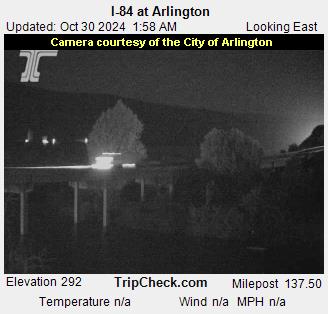 I-84 at Arlington
Updated: Oct 30 2024 1:58 AM Looking East
Camera courtesy of the City of Arlington
Elevation 292 TripCheck.com Milepost 137.50
Temperature n/a Wind n/a MPH n/a